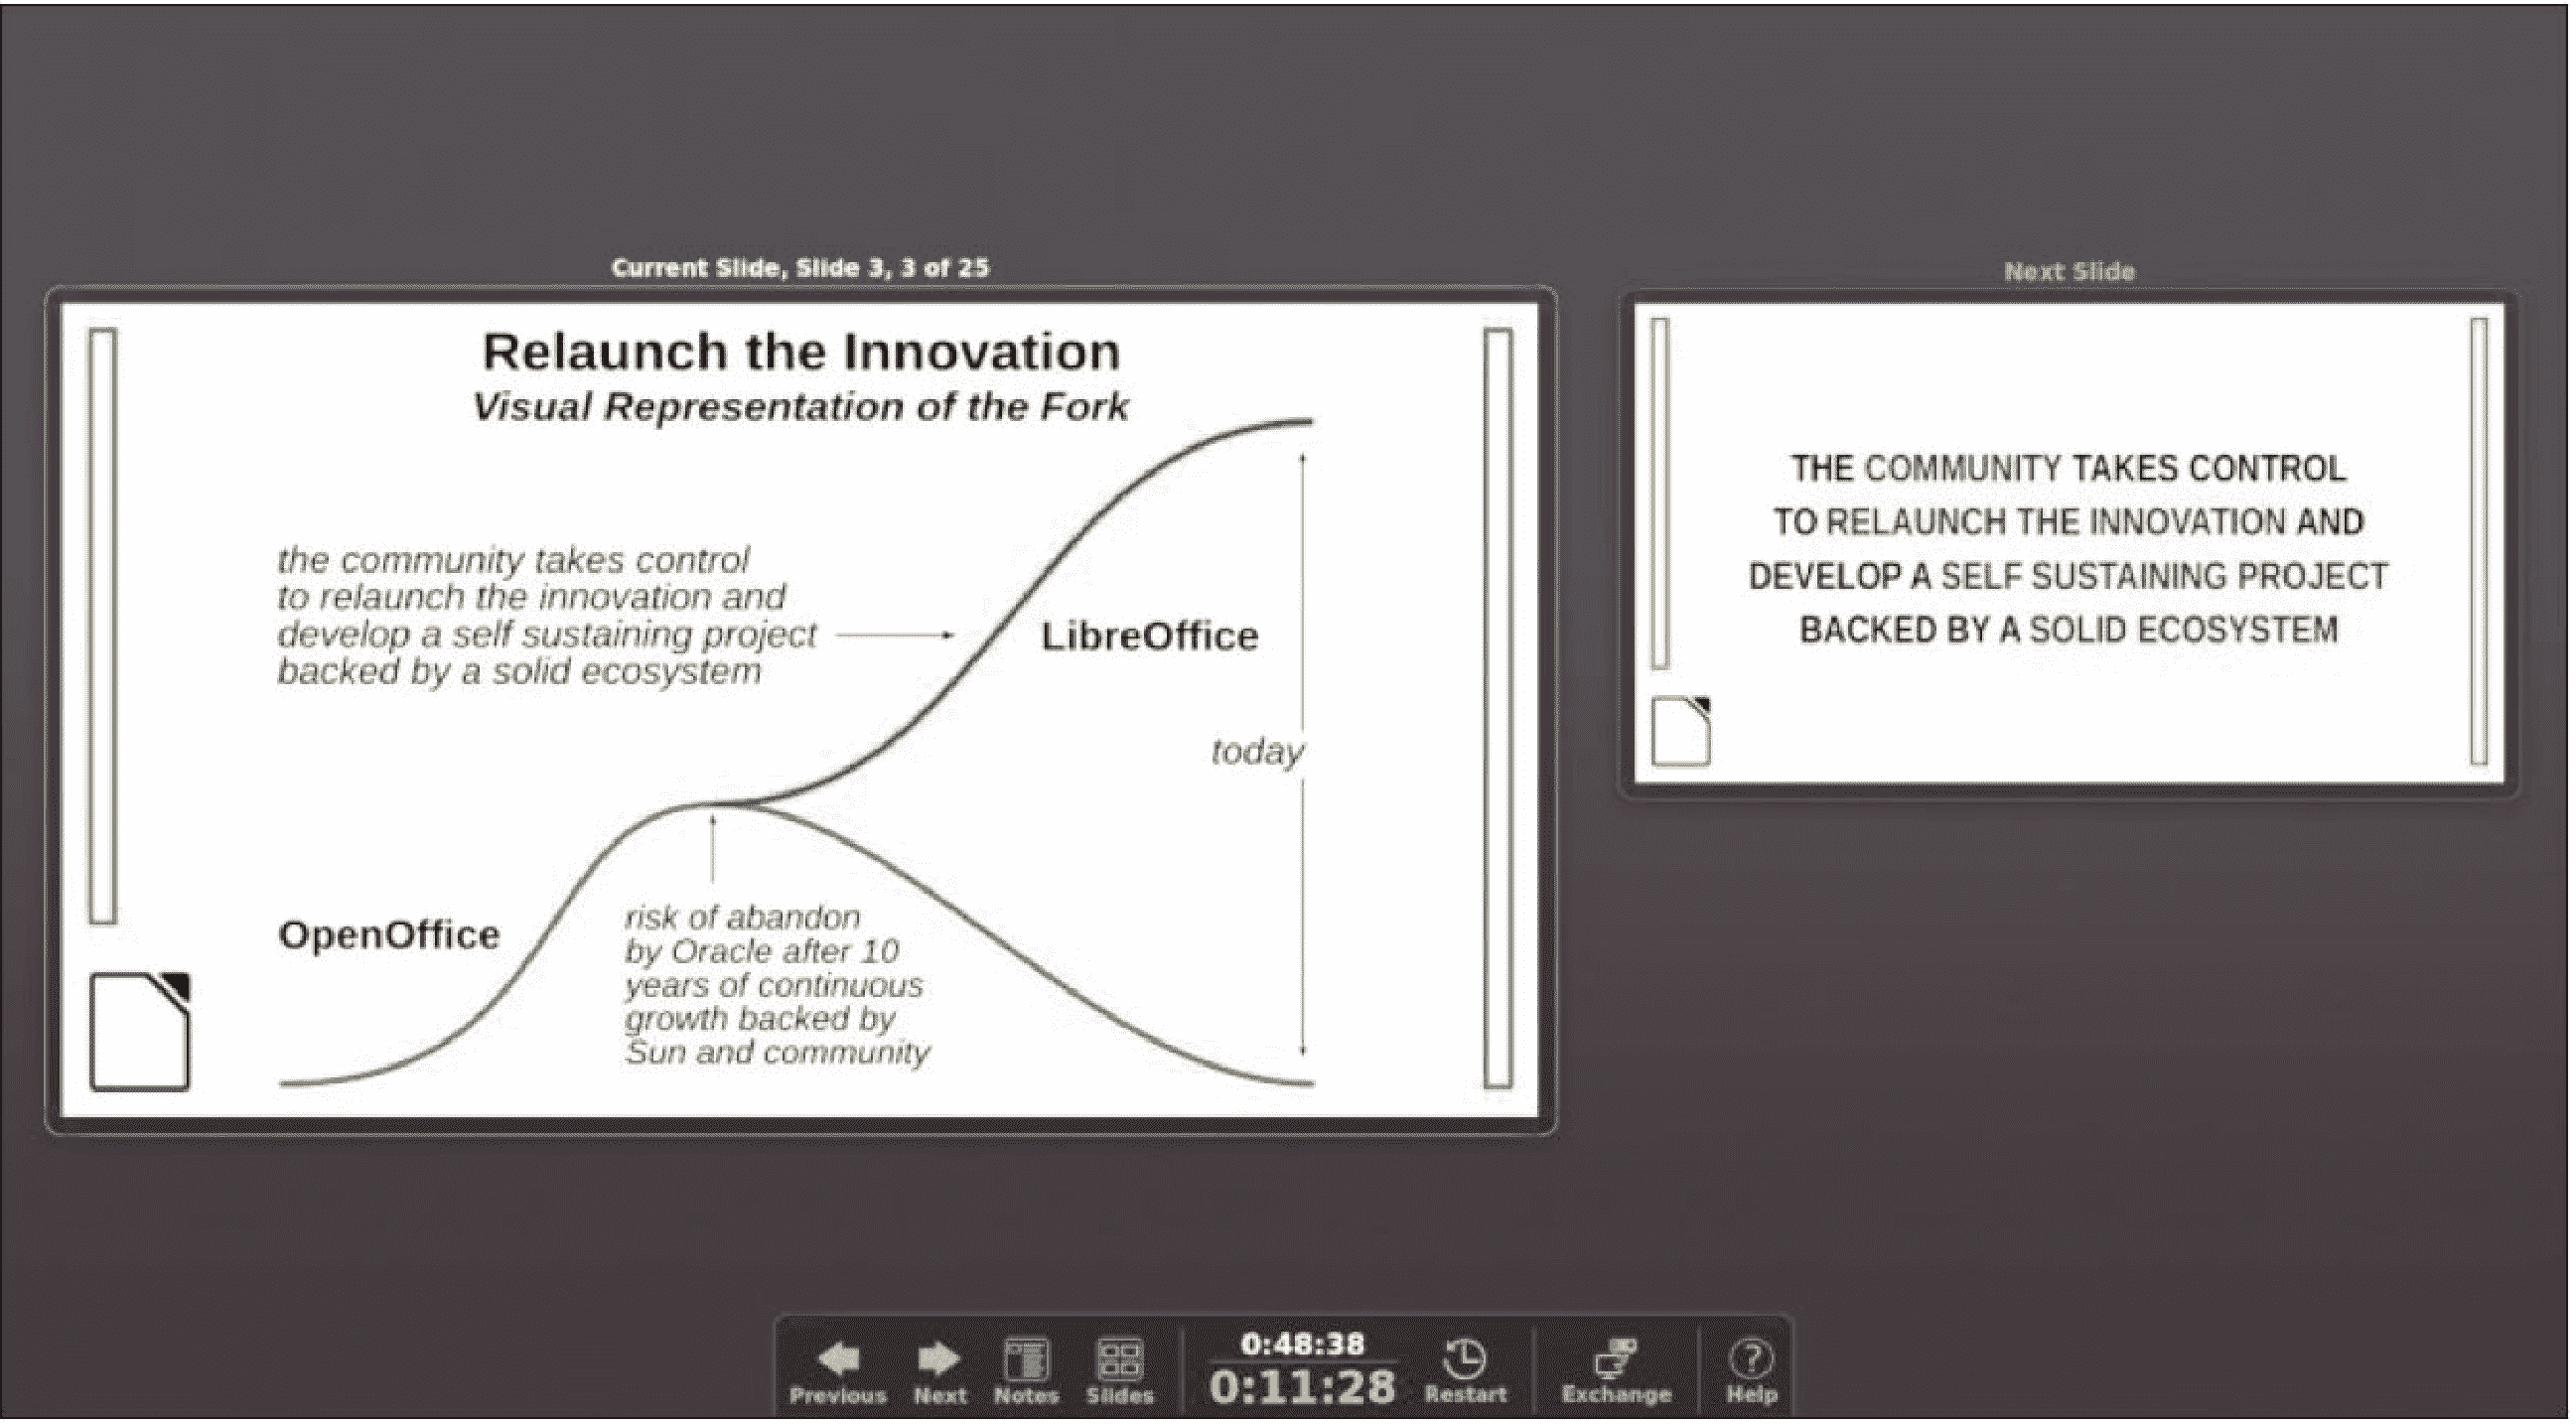 Current Slide, Slide 3, 3 of 25
Relaunch the Innovation
Visual Representation of the Fork
the community takes control
to relaunch the innovation and
develop a self sustaining project
backed by a solid ecosystem
LibreOffice
today
OpenOffice
risk of abandon
by Oracle after 10
years of continuous
growth backed by
Sun and community
Next Slide
THE COMMUNITY TAKES CONTROL
TO RELAUNCH THE INNOVATION AND
DEVELOP A SELF SUSTAINING PROJECT
BACKED BY A SOLID ECOSYSTEM
Previous
Next
Notes
Slides
0:48:38
0:11:28
Restart
Exchange
Help